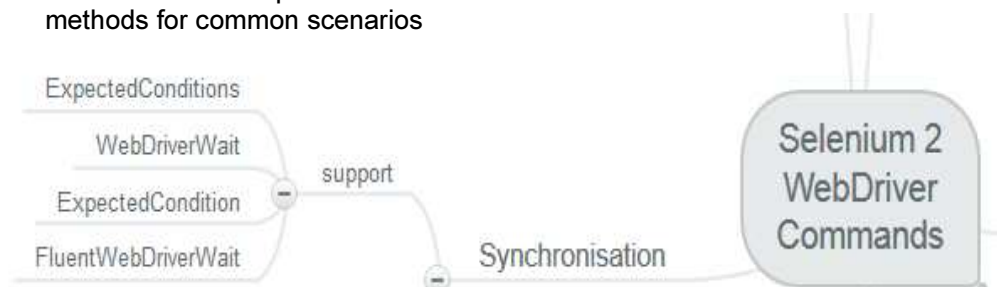 methods for common scenarios
ExpectedConditions
WebDriverWait
support
ExpectedCondition
FluentWebDriverWait
Synchronisation
Selenium 2
WebDriver
Commands